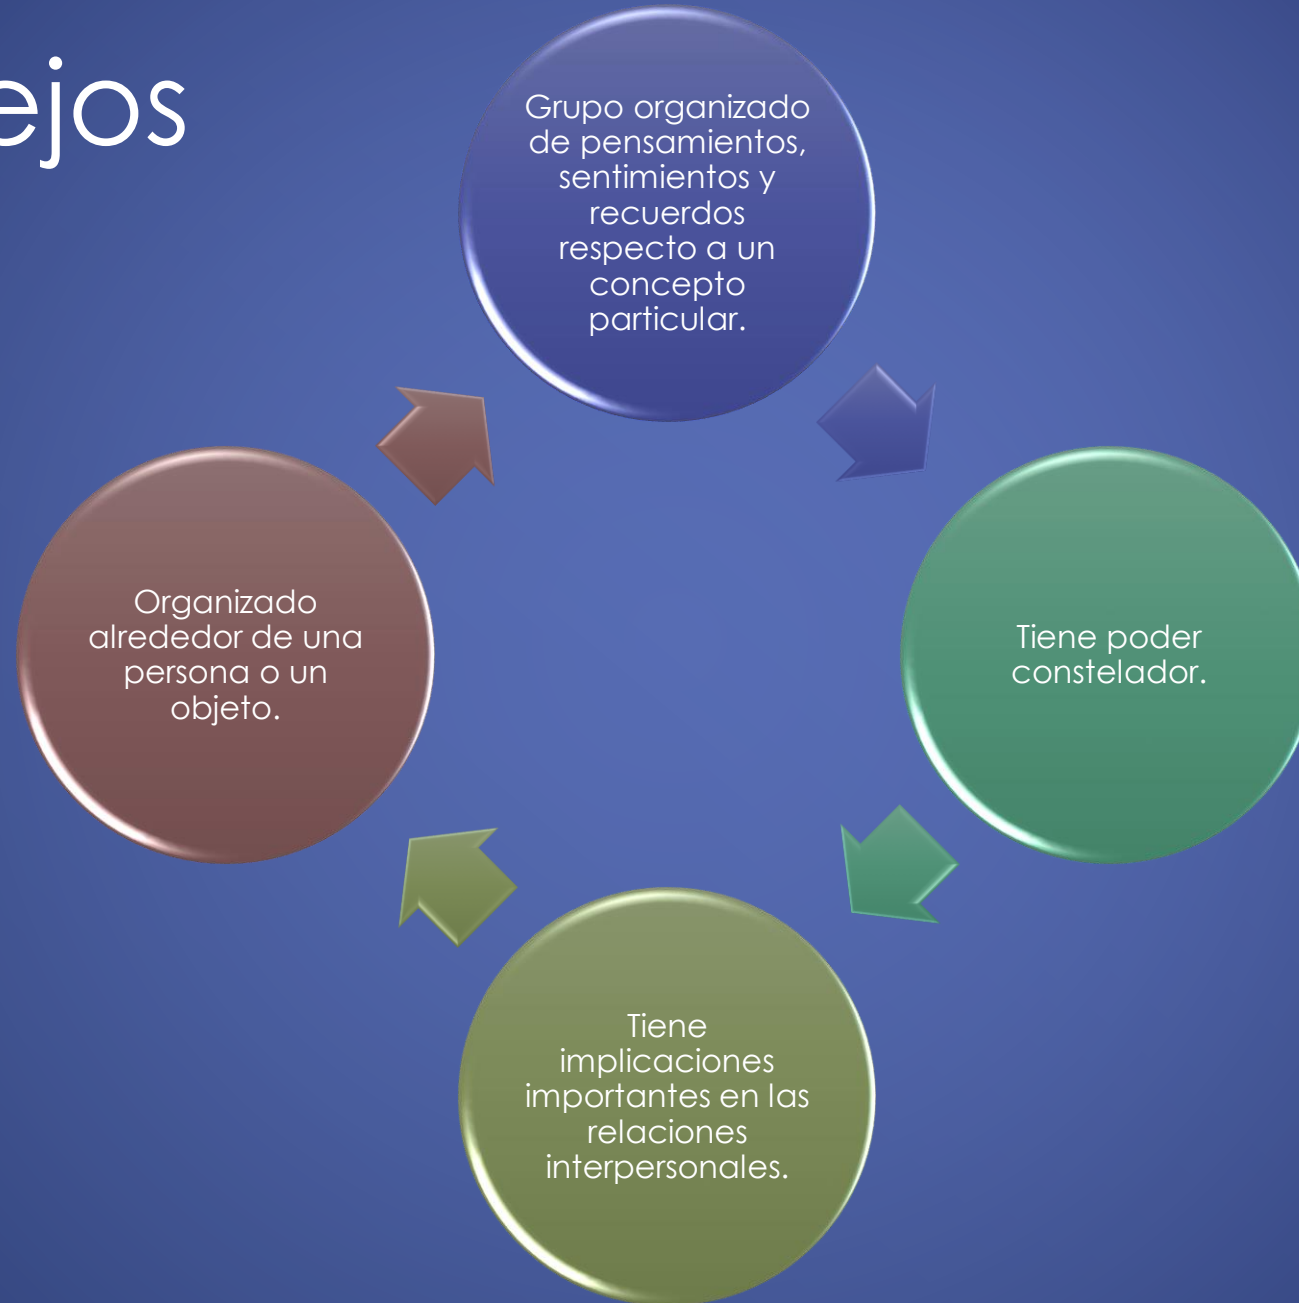 ejos
Grupo organizado
de pensamientos,
sentimientos y
recuerdos
respecto a un
concepto
particular.
Tiene poder
constelador.
Tiene
implicaciones
importantes en las
relaciones
interpersonales.
Organizado
alrededor de una
persona o un
objeto.